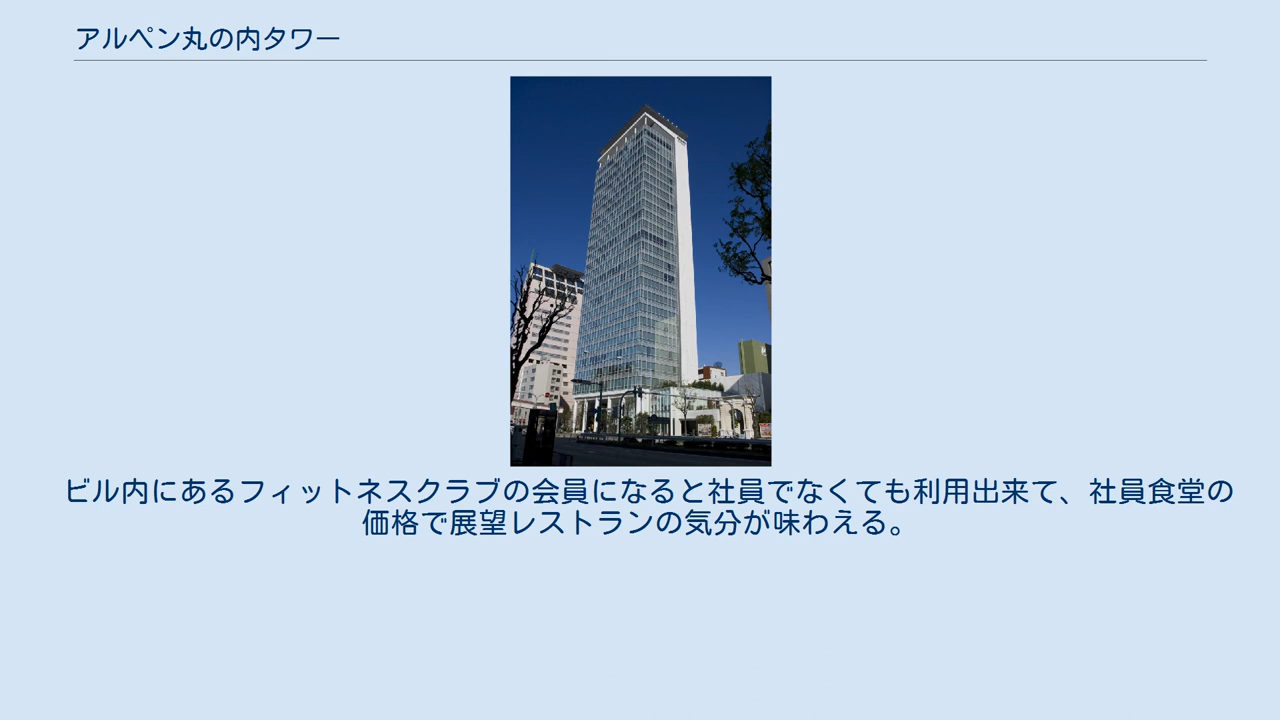 アルペン丸の内タワー
ビル内にあるフィットネスクラブの会員になると社員でなくても利用出来て、社員食堂の
価格で展望レストランの気分が味わえる。